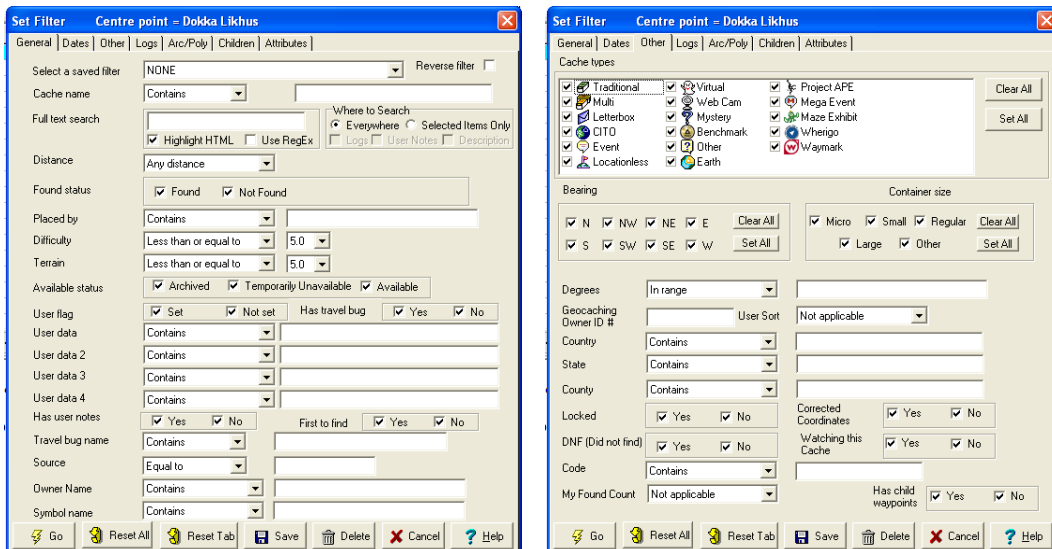 Set Filter Centre point = Dokka Likhus
General Dates Other Logs Arc/Poly Children Attributes
Select a saved filter NONE Reverse filter
Cache name Contains
Full text search Where to Search
Everywhere Selected Items Only
Highlight HTML Use RegEx Logs User Notes Description
Distance Any distance
Found status Found Not Found
Placed by Contains
Difficulty Less than or equal to 5.0
Terrain Less than or equal to 5.0
Available status Archived Temporarily Unavailable Available
User flag Set Not set Has travel bug Yes No
User data Contains
User data 2 Contains
User data 3 Contains
User data 4 Contains
Has user notes Yes No First to find Yes No
Travel bug name Contains
Source Equal to
Owner Name Contains
Symbol name Contains
Go Reset All Reset Tab Save Delete Cancel Help
Set Filter Centre point = Dokka Likhus
General Dates Other Logs Arc/Poly Children Attributes
Cache types
Traditional Virtual Project APE Clear All
Multi Web Cam Mega Event
Letterbox Mystery Maze Exhibit Set All
CITO Benchmark Wherigo
Event Other Waymark
Locationless Earth
Bearing Container size
N NW NE E Clear All Micro Small Regular Clear All
S SW SE W Set All Large Other Set All
Degrees In range
Geocaching
Owner ID # User Sort Not applicable
Country Contains
State Contains
County Contains
Locked Yes No Corrected Coordinates Yes No
DNF (Did not find) Yes No Watching this Cache Yes No
Code Contains
My Found Count Not applicable Has child waypoints Yes No
Go Reset All Reset Tab Save Delete Cancel Help